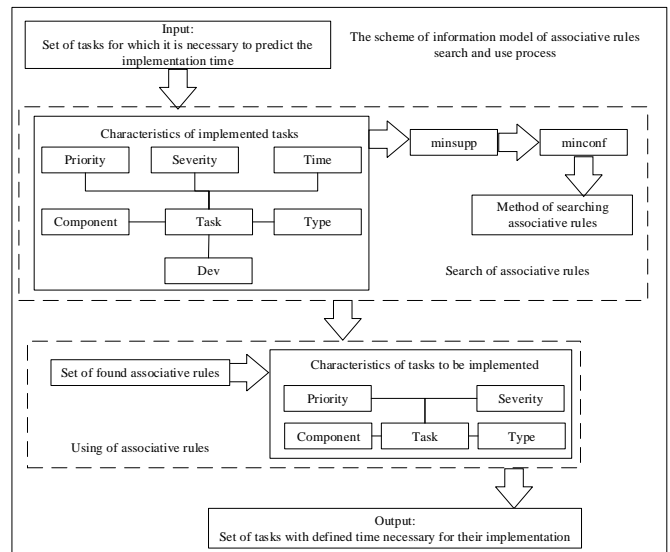 Input:
Set of tasks for which it is necessary to predict the
implementation time
The scheme of information model of associative rules
search and use process
Characteristics of implemented tasks
Priority
Severity
Time
Component
Task
Type
Dev
minsupp
minconf
Method of searching
associative rules
Search of associative rules
Set of found associative rules
Characteristics of tasks to be implemented
Priority
Severity
Component
Task
Type
Using of associative rules
Output:
Set of tasks with defined time necessary for their implementation